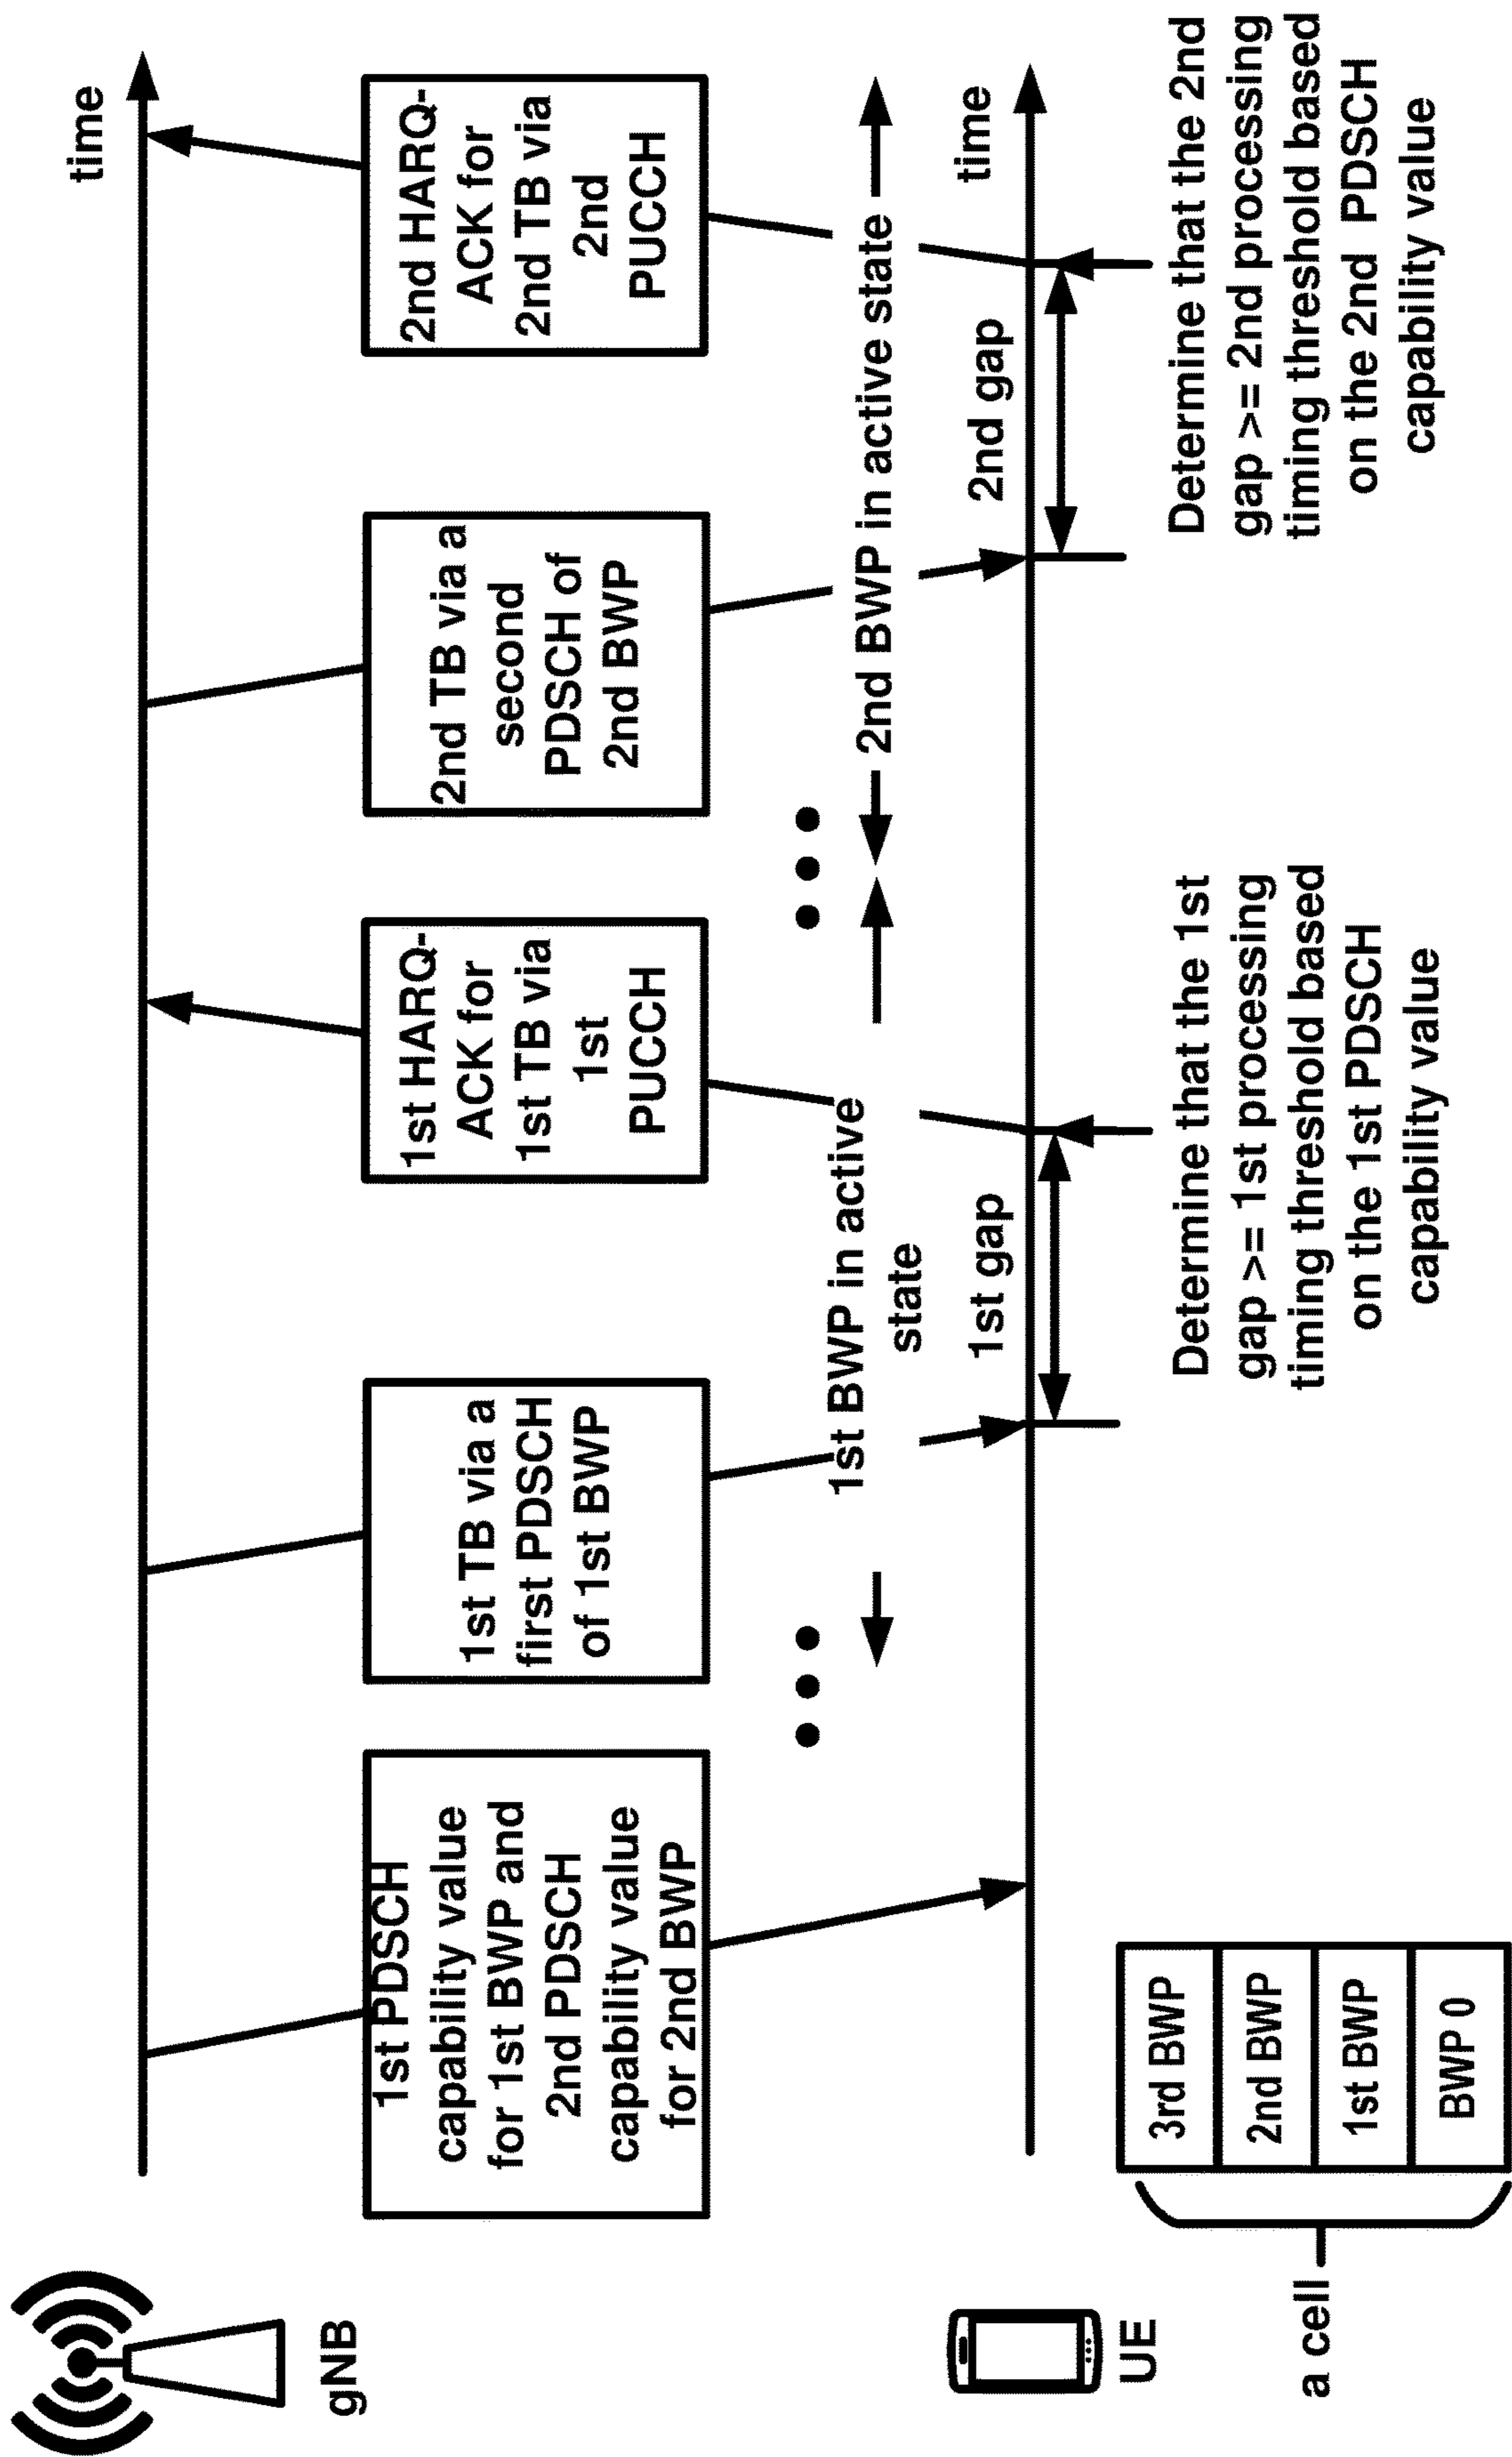 time
gNB
1st PDSCH
capability value
for 1st BWP and
2nd PDSCH
capability value
for 2nd BWP
1st TB via a
first PDSCH
of 1st BWP
1st HARQ-
ACK for
1st TB via
1st
PUCCH
2nd TB via a
second
PDSCH of
2nd BWP
2nd HARQ-
ACK for
2nd TB via
2nd
PUCCH
1st BWP in active
state
2nd BWP in active state
UE
1st gap
2nd gap
time
a cell
3rd BWP
2nd BWP
1st BWP
BWP 0
Determine that the 1st
gap >= 1st processing
timing threshold based
on the 1st PDSCH
capability value
Determine that the 2nd
gap >= 2nd processing
timing threshold based
on the 2nd PDSCH
capability value